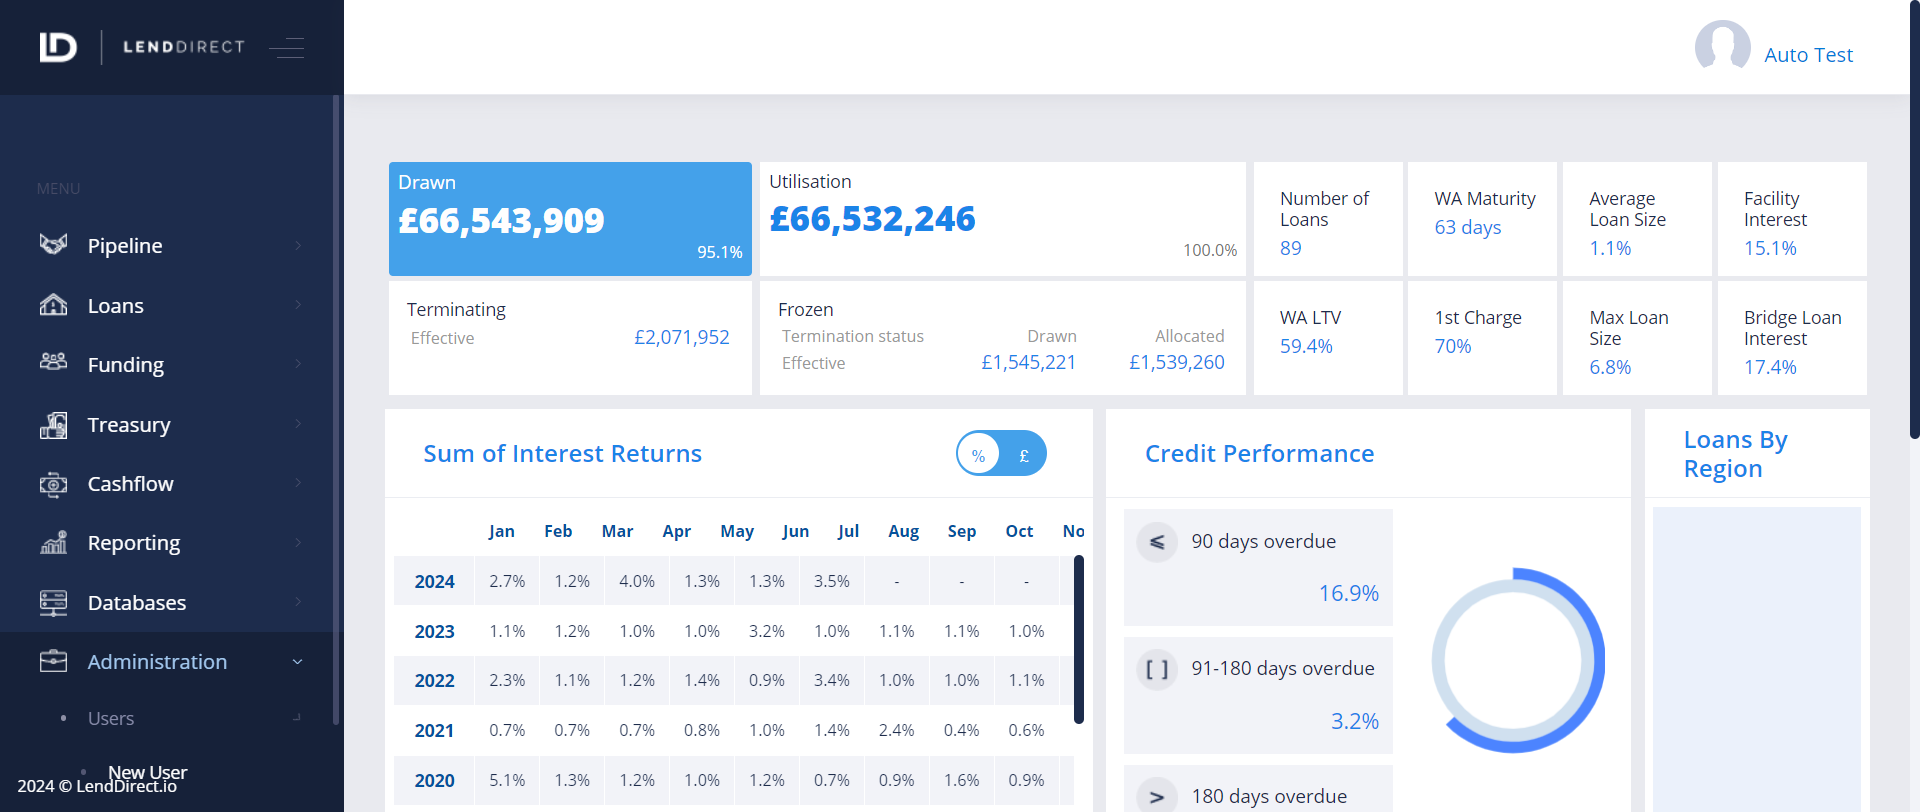 LENDDIRECT
Auto Test
MENU
Pipeline
Loans
Funding
Treasury
Cashflow
Reporting
Databases
Administration
Users
New User
2024 © LendDirect.io
Drawn
£66,543,909
95.1%
Utilisation
£66,532,246
100.0%
Number of
Loans
89
WA Maturity
63 days
Average
Loan Size
1.1%
Facility
Interest
15.1%
Terminating
Effective £2,071,952
Frozen
Termination status Drawn Allocated
Effective £1,545,221 £1,539,260
WA LTV
59.4%
1st Charge
70%
Max Loan
Size
6.8%
Bridge Loan
Interest
17.4%
Sum of Interest Returns
% £
Jan Feb Mar Apr May Jun Jul Aug Sep Oct No
2024 2.7% 1.2% 4.0% 1.3% 1.3% 3.5% - - -
2023 1.1% 1.2% 1.0% 1.0% 3.2% 1.0% 1.1% 1.1% 1.0%
2022 2.3% 1.1% 1.2% 1.4% 0.9% 3.4% 1.0% 1.0% 1.1%
2021 0.7% 0.7% 0.7% 0.8% 1.0% 1.4% 2.4% 0.4% 0.6%
2020 5.1% 1.3% 1.2% 1.0% 1.2% 0.7% 0.9% 1.6% 0.9%
Credit Performance
⩽ 90 days overdue
16.9%
[ ] 91-180 days overdue
3.2%
> 180 days overdue
Loans By
Region